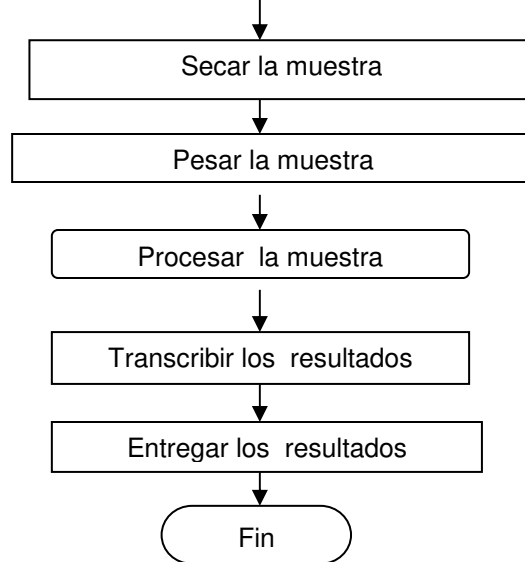 Secar la muestra
Pesar la muestra
Procesar  la muestra
Transcribir los  resultados
Entregar los  resultados
Fin